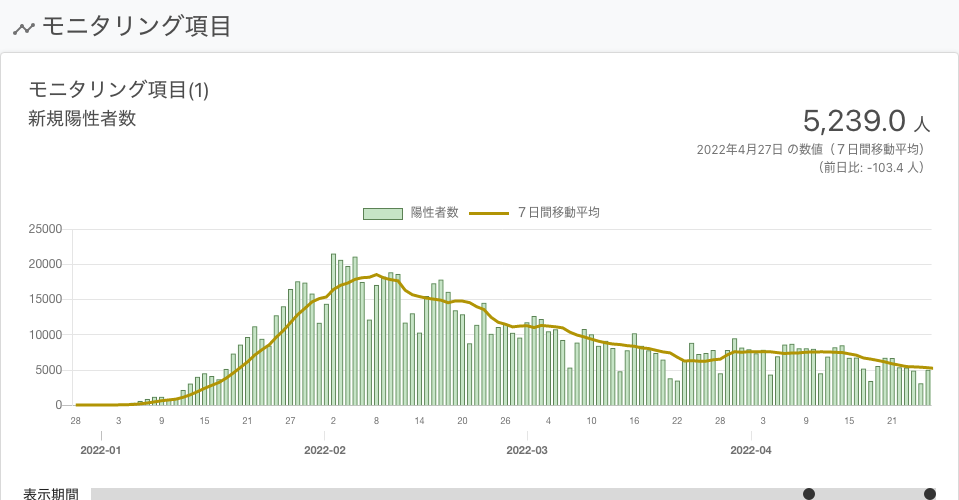 モニタリング項目
モニタリング項目(1)
新規陽性者数
5,239.0 人
2022年4月27日 の数値（７日間移動平均）
（前日比: -103.4 人）
陽性者数 ７日間移動平均
25000
20000
15000
10000
5000
0
28 3 9 15 21 27 2 8 14 20 26 4 10 16 22 28 3 9 15 21
2022-01 2022-02 2022-03 2022-04
表示期間